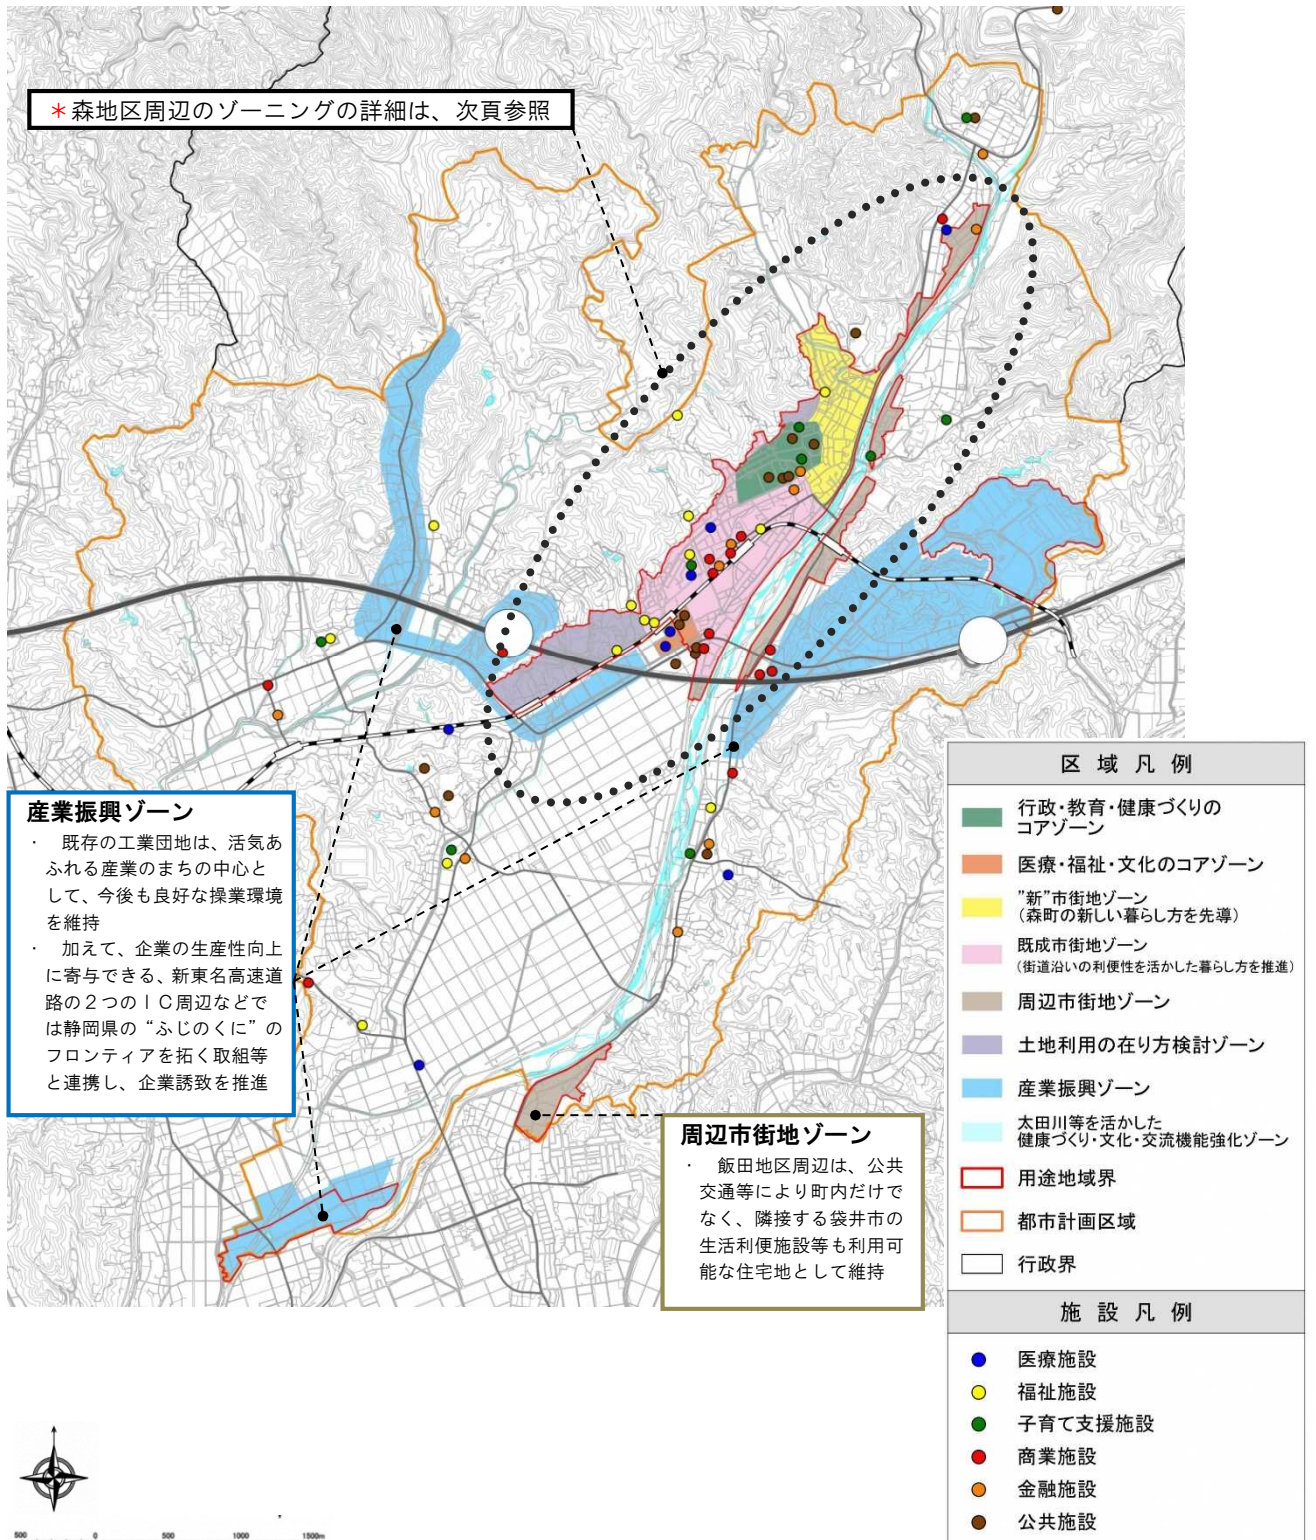 ＊森地区周辺のゾーニングの詳細は、次頁参照
産業振興ゾーン
・　既存の工業団地は、活気あ
ふれる産業のまちの中心と
して、今後も良好な操業環境
を維持
・　加えて、企業の生産性向上
に寄与できる、新東名高速道
路の２つのＩＣ周辺などで
は静岡県の“ふじのくに”の
フロンティアを拓く取組等
と連携し、企業誘致を推進
周辺市街地ゾーン
・　飯田地区周辺は、公共
交通等により町内だけで
なく、隣接する袋井市の
生活利便施設等も利用可
能な住宅地として維持
区域凡例
行政・教育・健康づくりの
コアゾーン
医療・福祉・文化のコアゾーン
”新”市街地ゾーン
（森町の新しい暮らし方を先導）
既成市街地ゾーン
（街道沿いの利便性を活かした暮らし方を推進）
周辺市街地ゾーン
土地利用の在り方検討ゾーン
産業振興ゾーン
太田川等を活かした
健康づくり・文化・交流機能強化ゾーン
用途地域界
都市計画区域
行政界
施設凡例
医療施設
福祉施設
子育て支援施設
商業施設
金融施設
公共施設
500 0 500 1000 1500m